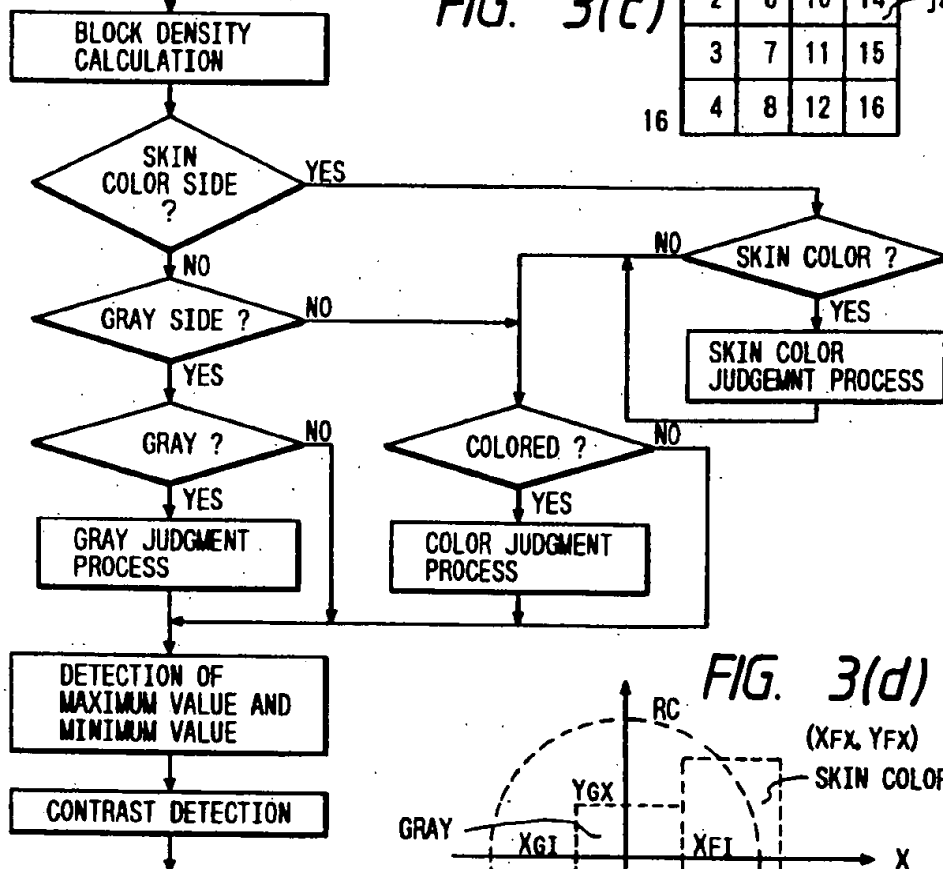 FIG. 3(c)
BLOCK DENSITY
CALCULATION
2 6 10 14
3 7 11 15
16 4 8 12 16
SKIN
COLOR SIDE
?
YES
NO
SKIN COLOR ?
NO
YES
SKIN COLOR
JUDGEMNT PROCESS
GRAY SIDE ?
NO
YES
GRAY ?
NO
YES
COLORED ?
NO
YES
GRAY JUDGMENT
PROCESS
COLOR JUDGMENT
PROCESS
DETECTION OF
MAXIMUM VALUE AND
MINIMUM VALUE
CONTRAST DETECTION
FIG. 3(d)
RC
(XFX, YFX)
SKIN COLOR
YGX
GRAY
XGI
XFI
X